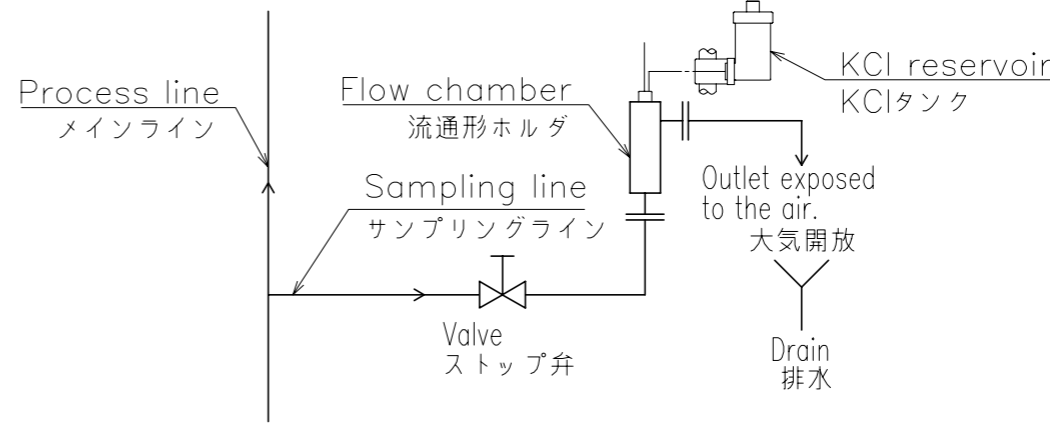 Process line
メインライン
Flow chamber
流通形ホルダ
KCl reservoir
KClタンク
Sampling line
サンプリングライン
Outlet exposed
to the air.
大気開放
Valve
ストップ弁
Drain
排水